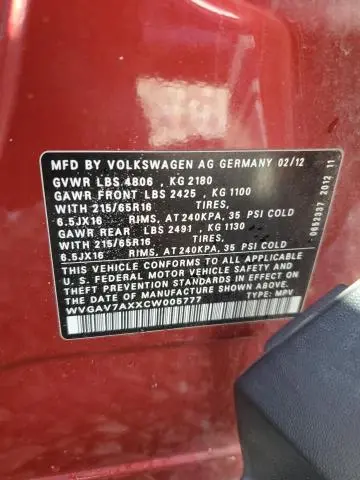 MFD BY VOLKSWAGEN AG GERMANY 02/12
GVWR LBS 4806 , KG 2180
GAWR FRONT LBS 2425 , KG 1100
WITH 215/65R16 TIRES,
6.5JX16 RIMS, AT 240KPA, 35 PSI COLD
GAWR REAR LBS 2491 , KG 1130
WITH 215/65R16 TIRES,
6.5JX16 RIMS, AT 240KPA, 35 PSI COLD
THIS VEHICLE CONFORMS TO ALL APPLICABLE
U. S. FEDERAL MOTOR VEHICLE SAFETY AND
THEFT PREVENTION STANDARDS IN EFFECT ON
THE DATE OF MANUFACTURE SHOWN ABOVE.
WVGAV7AXXCW006777 TYPE: MPV
0652337 2012 11